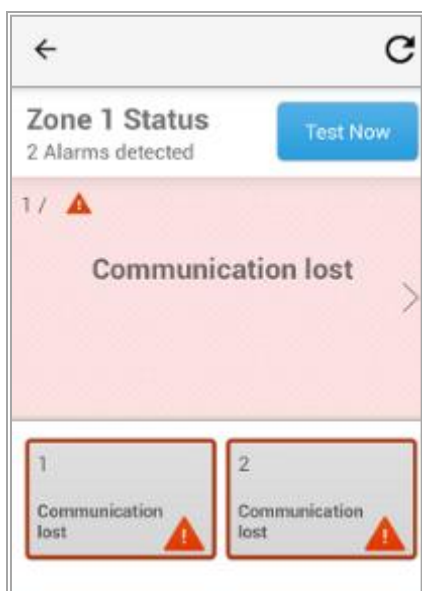 Zone 1 Status
Test Now
2 Alarms detected
1 /
Communication lost
1
Communication
lost
2
Communication
lost